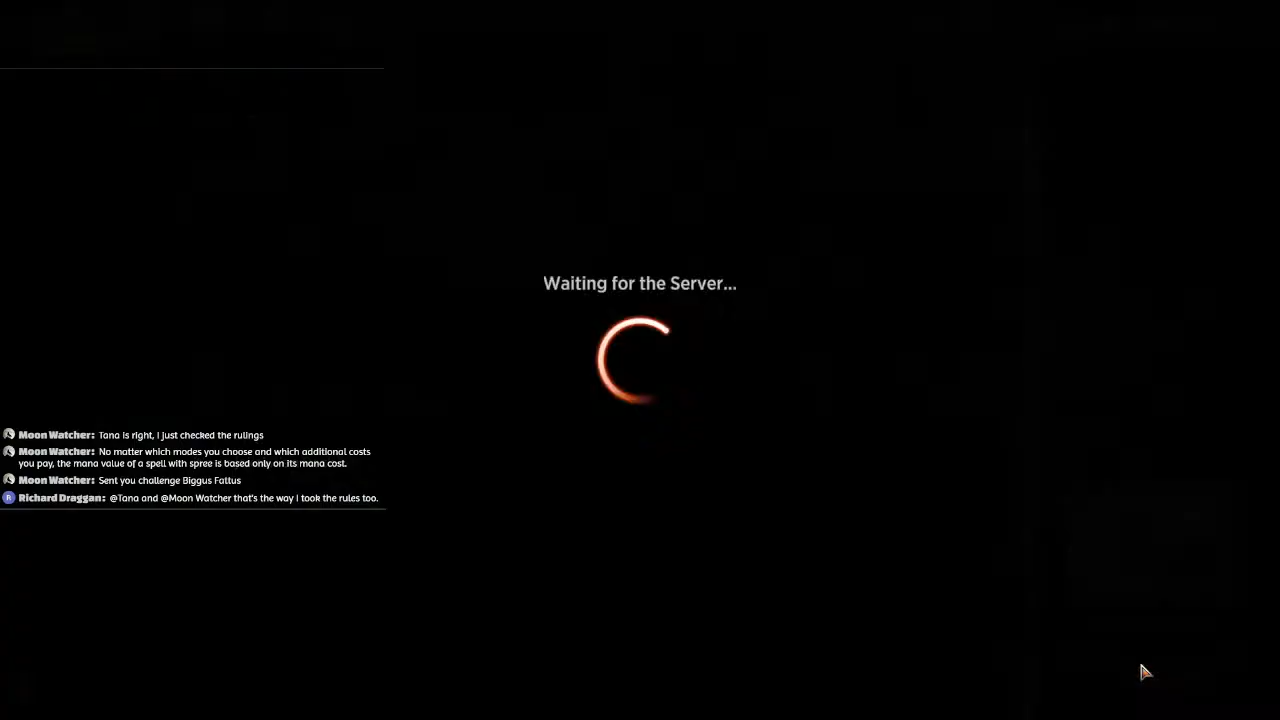 Waiting for the Server...
Moon Watcher: Tana is right, I just checked the rulings
Moon Watcher: No matter which modes you choose and which additional costs
you pay, the mana value of a spell with spree is based only on its mana cost.
Moon Watcher: Sent you challenge Biggus Fattus
R Richard Draggan: @Tana and @Moon Watcher that's the way I took the rules too.